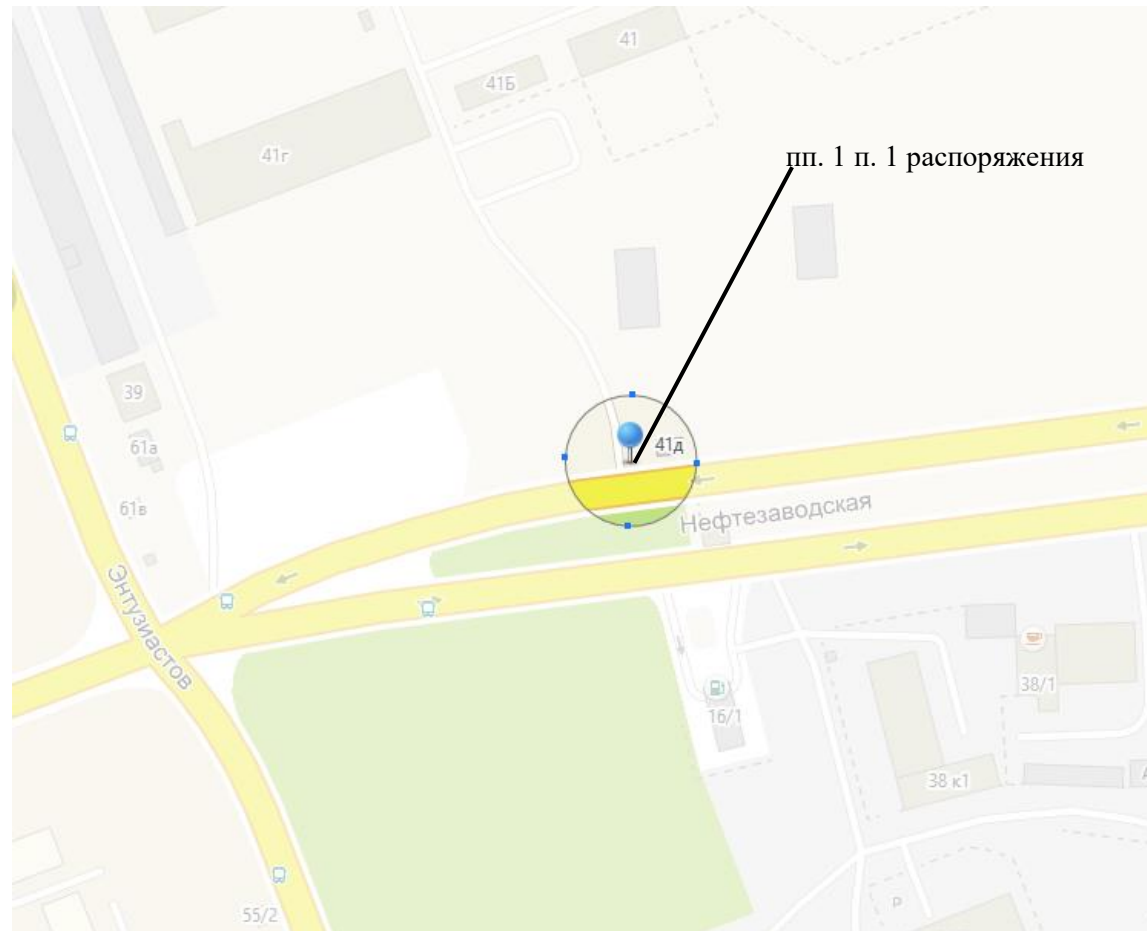 41
41Б
41г
пп. 1 п. 1 распоряжения
39
61а
41д
61в
Нефтезаводская
Энтузиастов
38/1
16/1
38 к1
55/2
P